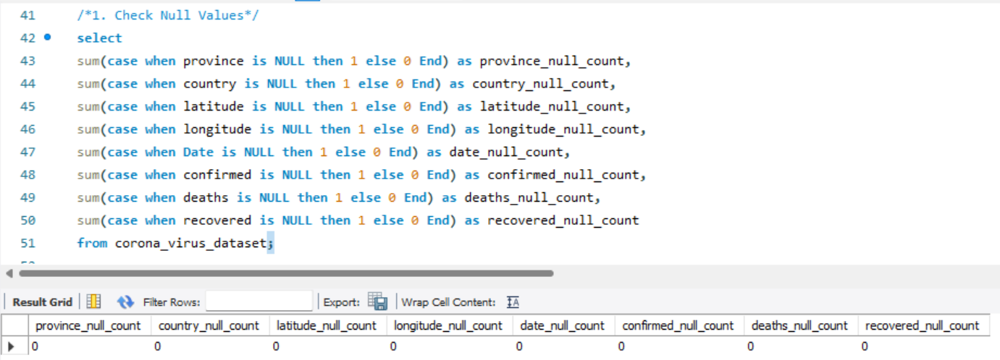 41 /*1. Check Null Values*/
42 select
43 sum(case when province is NULL then 1 else 0 End) as province_null_count,
44 sum(case when country is NULL then 1 else 0 End) as country_null_count,
45 sum(case when latitude is NULL then 1 else 0 End) as latitude_null_count,
46 sum(case when longitude is NULL then 1 else 0 End) as longitude_null_count,
47 sum(case when Date is NULL then 1 else 0 End) as date_null_count,
48 sum(case when confirmed is NULL then 1 else 0 End) as confirmed_null_count,
49 sum(case when deaths is NULL then 1 else 0 End) as deaths_null_count,
50 sum(case when recovered is NULL then 1 else 0 End) as recovered_null_count
51 from corona_virus_dataset;
Result Grid Filter Rows: Export: Wrap Cell Content:
province_null_count country_null_count latitude_null_count longitude_null_count date_null_count confirmed_null_count deaths_null_count recovered_null_count
0 0 0 0 0 0 0 0